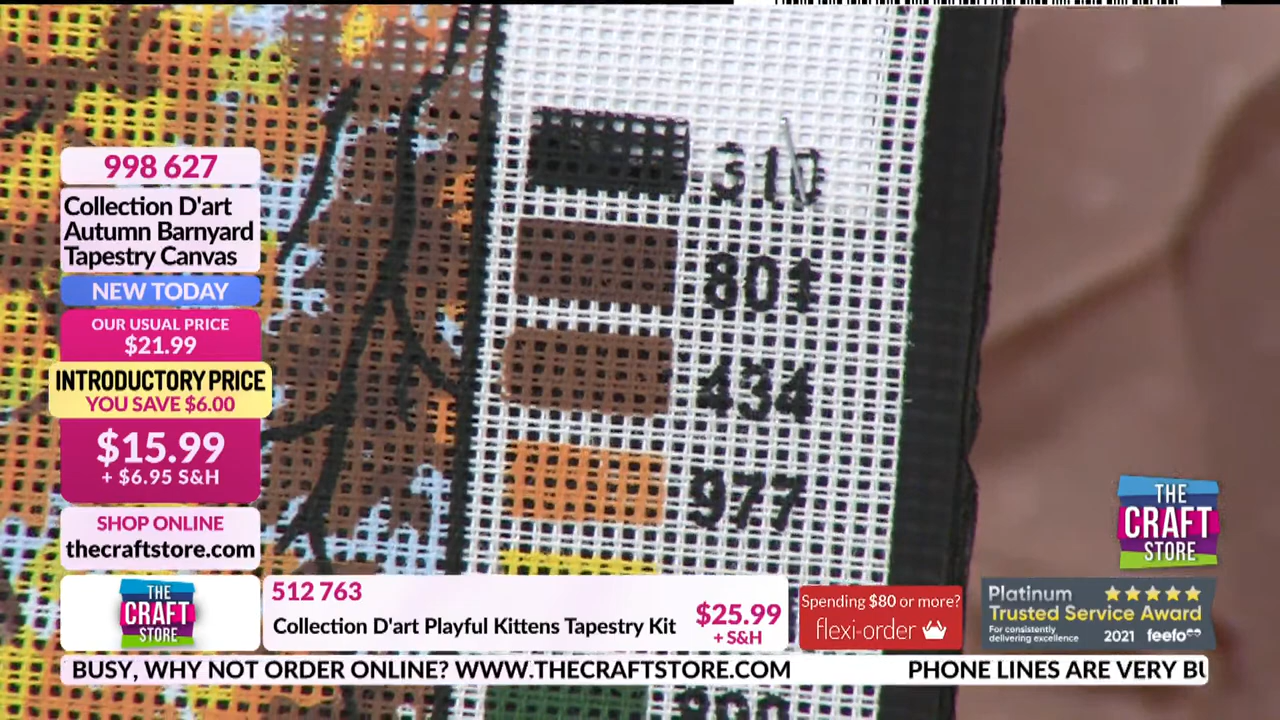 310
801
434
977
998 627
Collection D'art
Autumn Barnyard
Tapestry Canvas
NEW TODAY
OUR USUAL PRICE
$21.99
INTRODUCTORY PRICE
YOU SAVE $6.00
$15.99
+ $6.95 S&H
SHOP ONLINE
thecraftstore.com
THE
CRAFT
STORE
THE
CRAFT
STORE
512 763
Collection D'art Playful Kittens Tapestry Kit
$25.99
+ S&H
Spending $80 or more?
flexi-order
Platinum
Trusted Service Award
For consistently
delivering excellence
2021 feefo
BUSY, WHY NOT ORDER ONLINE? WWW.THECRAFTSTORE.COM
PHONE LINES ARE VERY BU